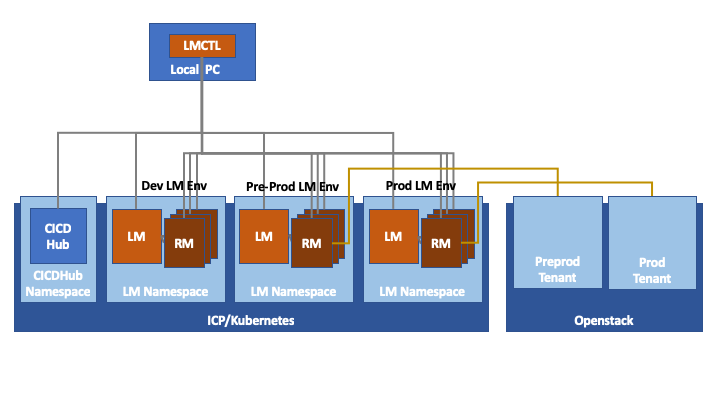 LMCTL
Local PC
Dev LM Env
Pre-Prod LM Env
Prod LM Env
CICD
Hub
LM
RM
LM
RM
LM
RM
CICDHub
Namespace
LM Namespace
LM Namespace
LM Namespace
Preprod
Tenant
Prod
Tenant
ICP/Kubernetes
Openstack